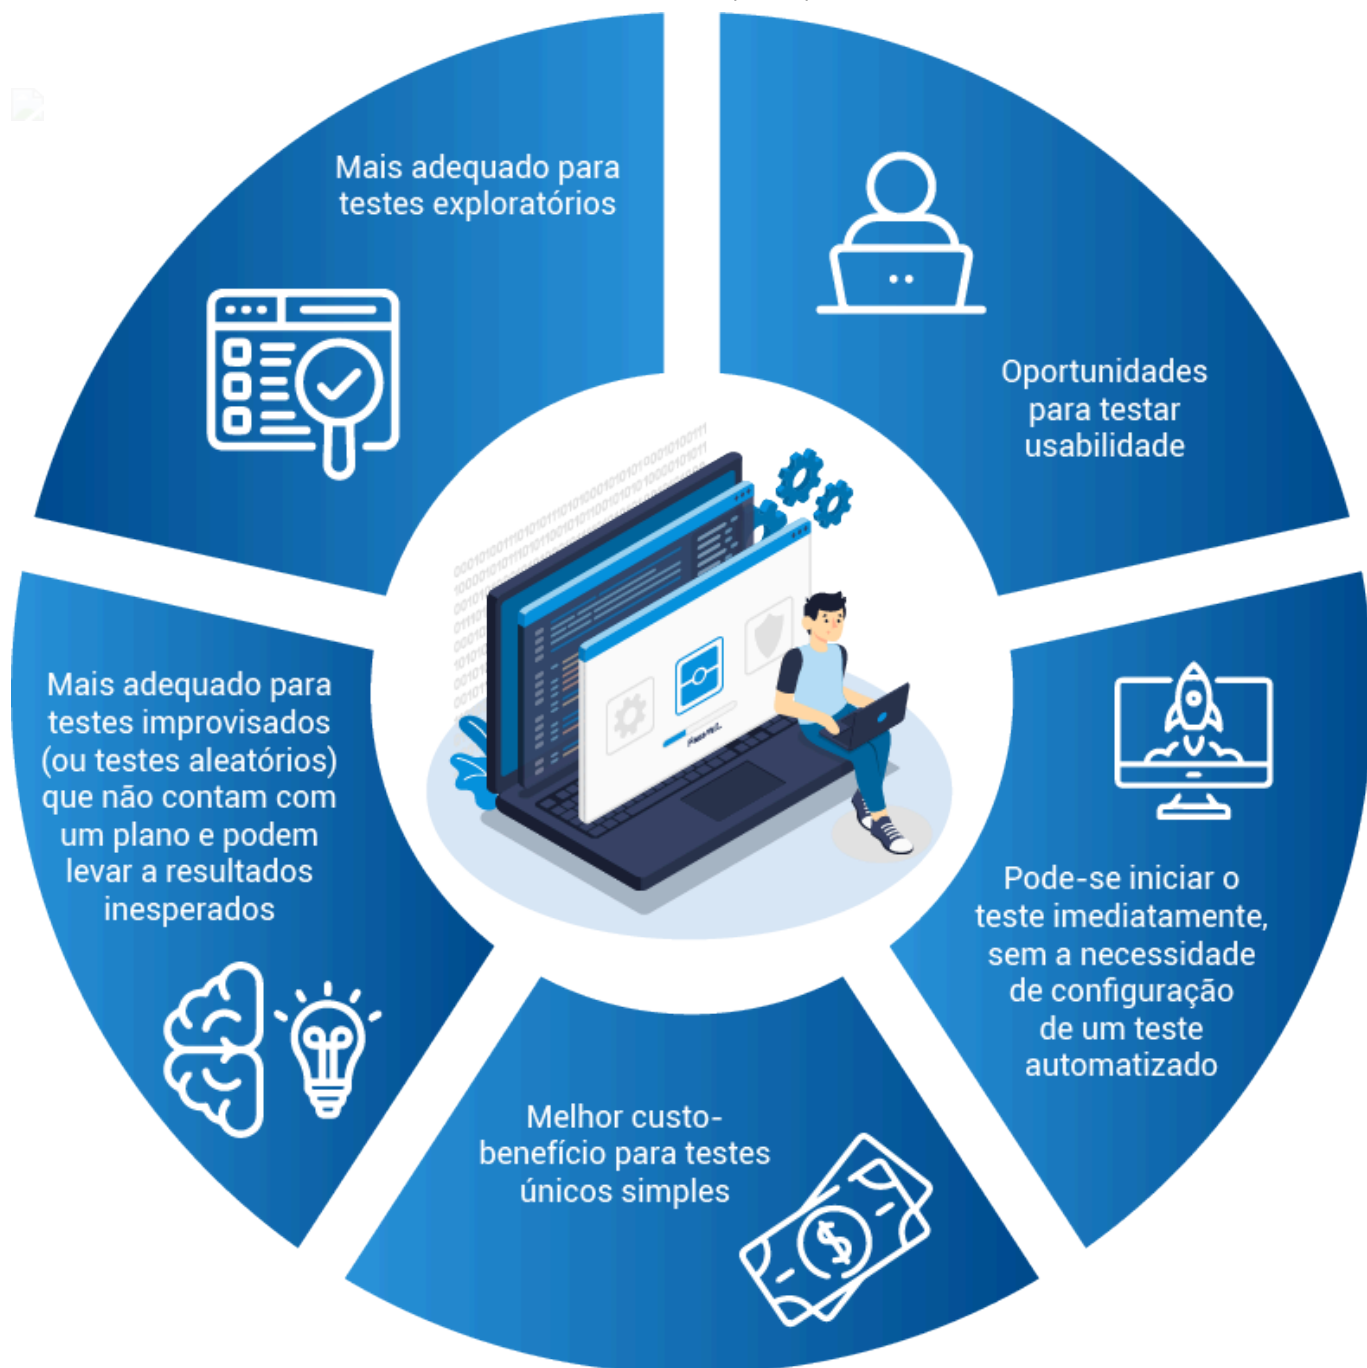 Mais adequado para
testes exploratórios
Oportunidades
para testar
usabilidade
Mais adequado para
testes improvisados
(ou testes aleatórios)
que não contam com
um plano e podem
levar a resultados
inesperados
Pode-se iniciar o
teste imediatamente,
sem a necessidade
de configuração
de um teste
automatizado
Melhor custo-
benefício para testes
únicos simples